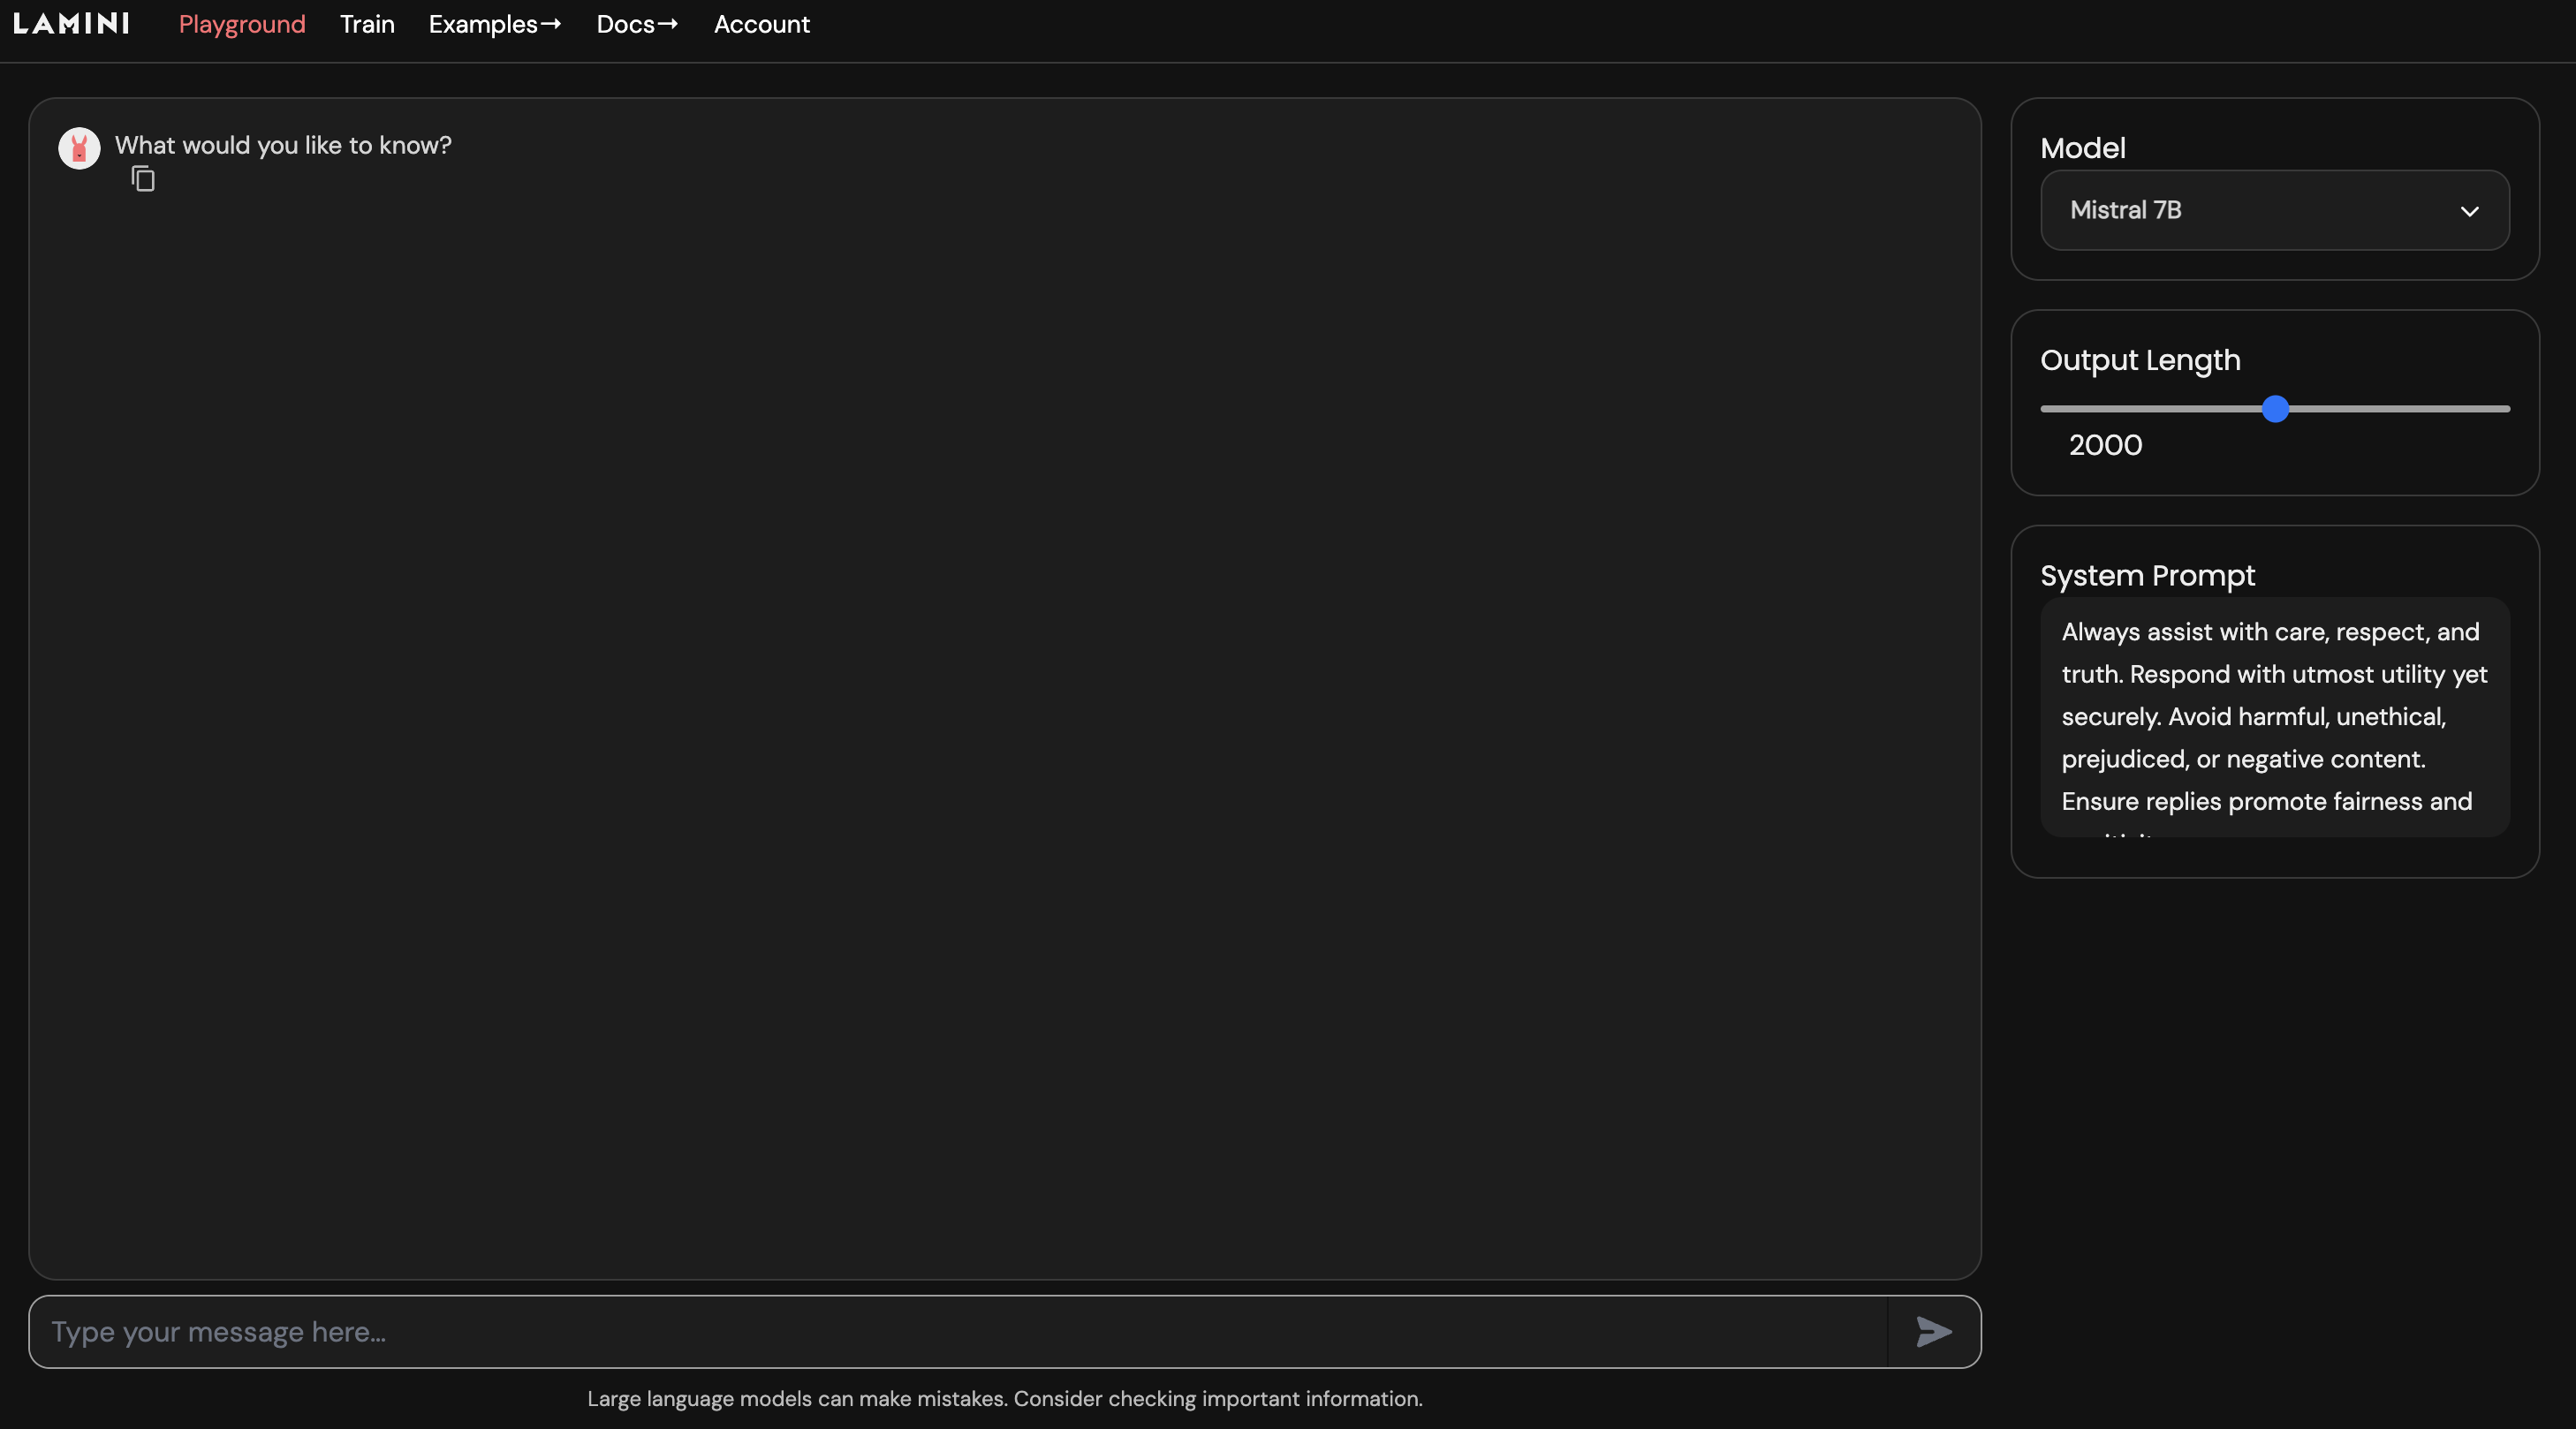 LAMINI Playground Train Examples→ Docs→ Account
What would you like to know?
Model
Mistral 7B
Output Length
2000
System Prompt
Always assist with care, respect, and
truth. Respond with utmost utility yet
securely. Avoid harmful, unethical,
prejudiced, or negative content.
Ensure replies promote fairness and
Type your message here...
Large language models can make mistakes. Consider checking important information.